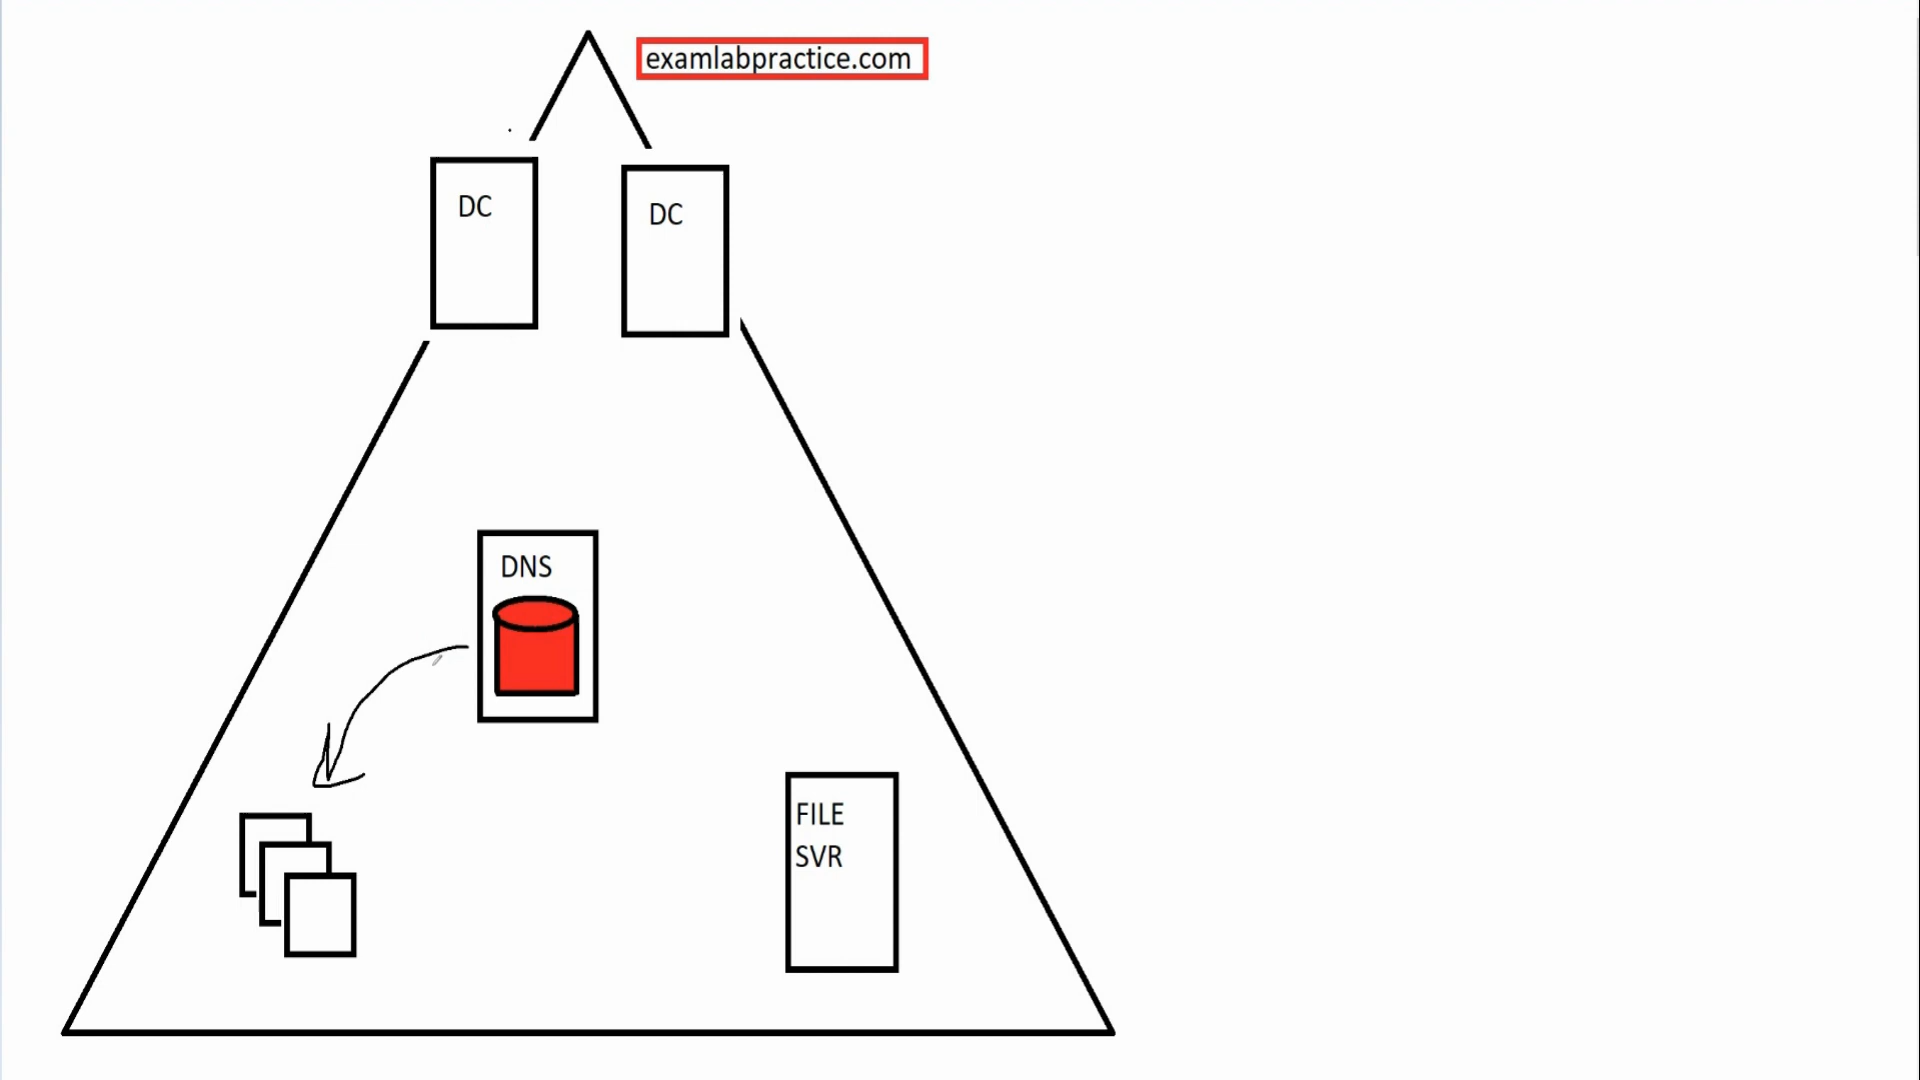 examlabpractice.com
DC
DC
DNS
FILE
SVR